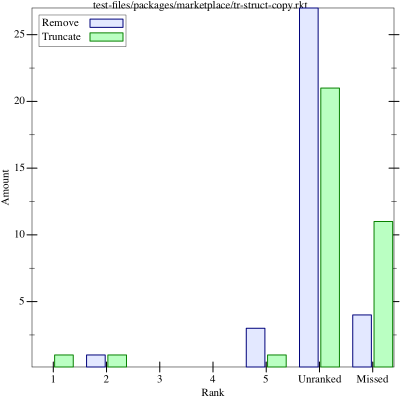 test-files/packages/marketplace/tr-struct-copy.rkt
Remove
Truncate
25
20
15
10
5
Amount
1 2 3 4 5 Unranked Missed
Rank